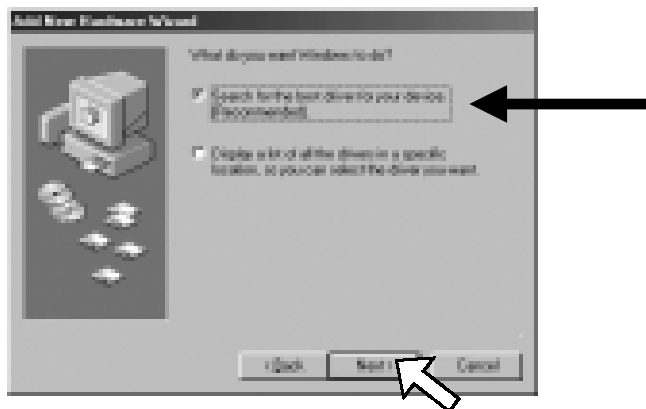 Add New Hardware Wizard
What do you want Windows to do?
Search for the best driver for your device.
(Recommended).
Display a list of all the drivers in a specific
location, so you can select the driver you want.
< Back Next > Cancel